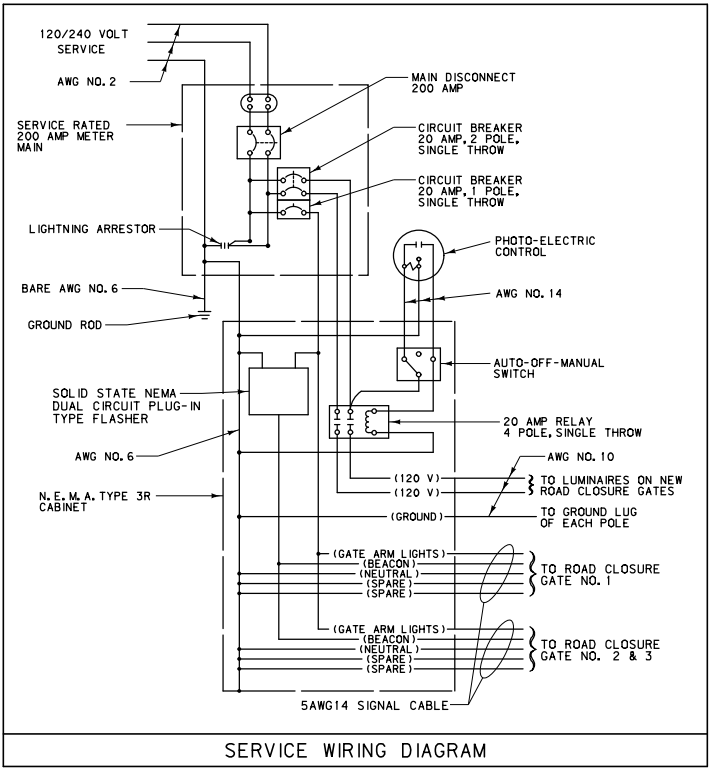 120/240 VOLT
SERVICE
AWG NO. 2
MAIN DISCONNECT
200 AMP
SERVICE RATED
200 AMP METER
MAIN
CIRCUIT BREAKER
20 AMP, 2 POLE,
SINGLE THROW
CIRCUIT BREAKER
20 AMP, 1 POLE,
SINGLE THROW
LIGHTNING ARRESTOR
PHOTO-ELECTRIC
CONTROL
BARE AWG NO. 6
AWG NO. 14
GROUND ROD
AUTO-OFF-MANUAL
SWITCH
SOLID STATE NEMA
DUAL CIRCUIT PLUG-IN
TYPE FLASHER
20 AMP RELAY
4 POLE, SINGLE THROW
AWG NO. 6
AWG NO. 10
(120 V)
(120 V)
TO LUMINAIRES ON NEW
ROAD CLOSURE GATES
N.E.M.A. TYPE 3R
CABINET
(GROUND)
TO GROUND LUG
OF EACH POLE
(GATE ARM LIGHTS)
(BEACON)
(NEUTRAL)
(SPARE)
(SPARE)
TO ROAD CLOSURE
GATE NO. 1
(GATE ARM LIGHTS)
(BEACON)
(NEUTRAL)
(SPARE)
(SPARE)
TO ROAD CLOSURE
GATE NO. 2 & 3
5AWG14 SIGNAL CABLE
SERVICE WIRING DIAGRAM